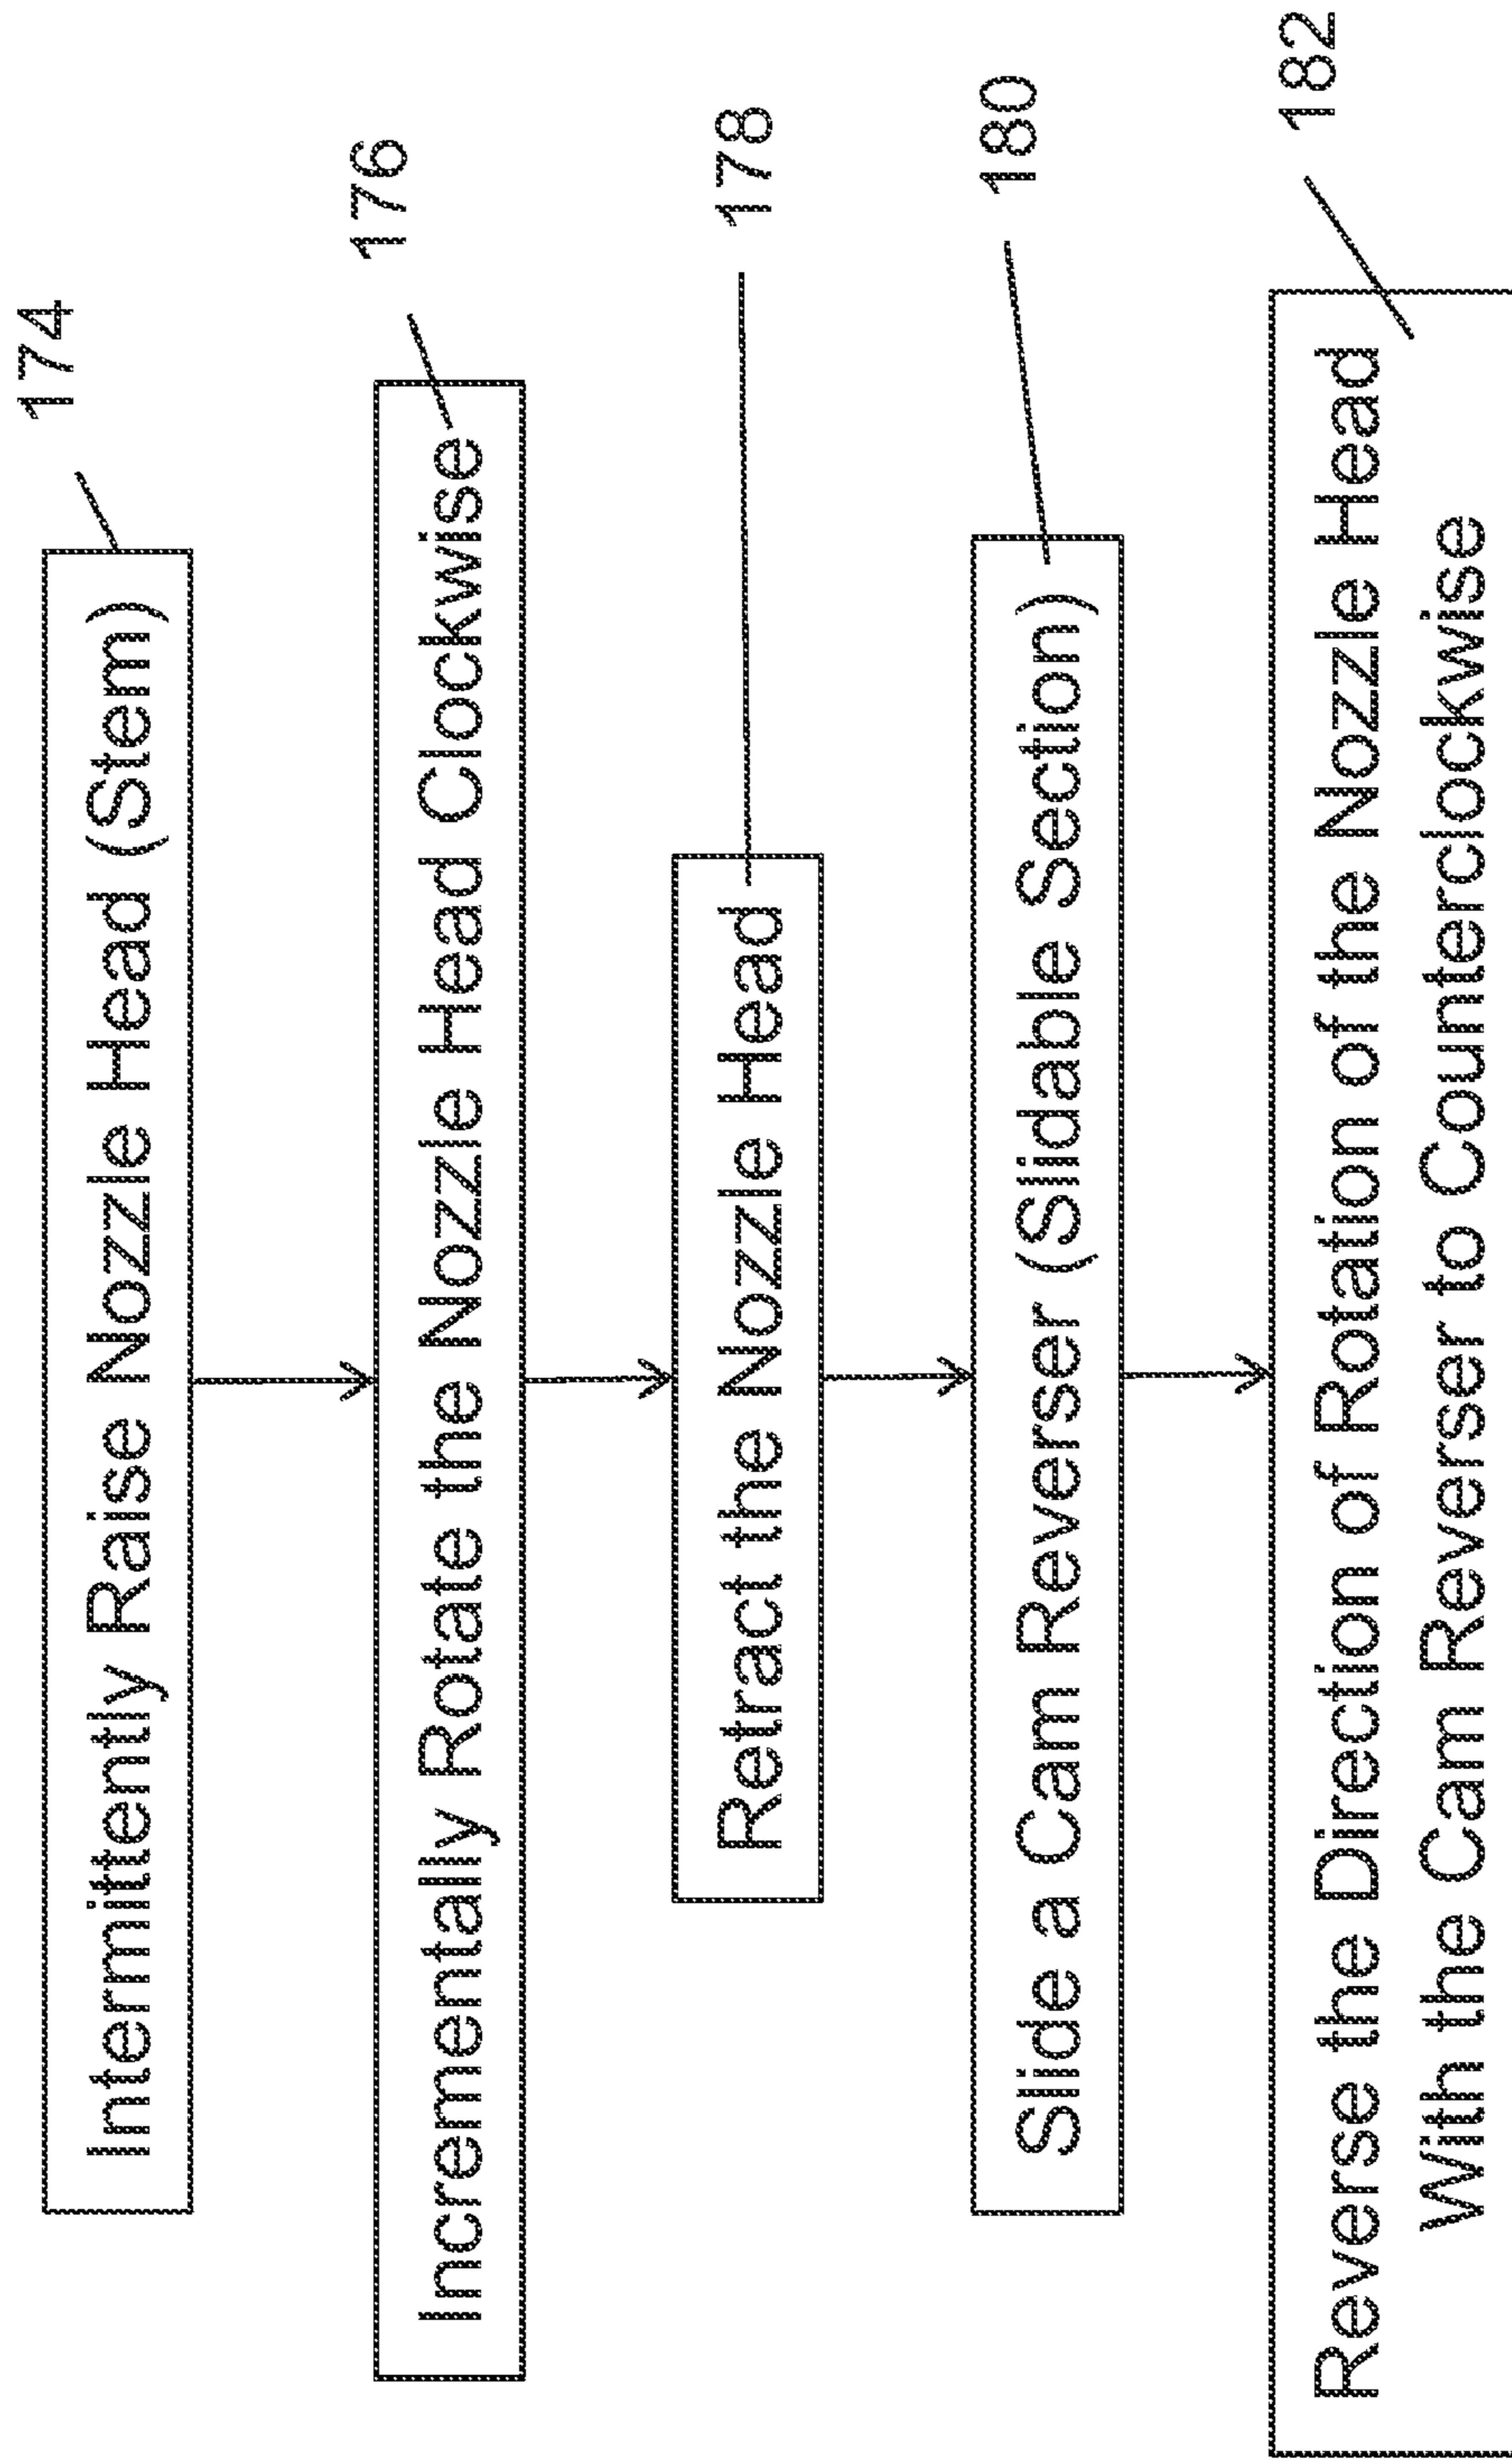 174
Intermittently Raise Nozzle Head (Stem)
176
Incrementally Rotate the Nozzle Head Clockwise
178
Retract the Nozzle Head
180
Slide a Cam Reverser (Slidable Section)
182
Reverse the Direction of Rotation of the Nozzle Head
With the Cam Reverser to Counterclockwise